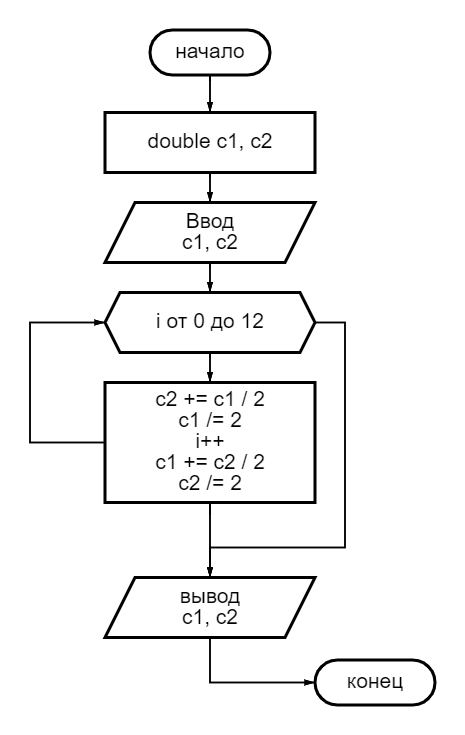 начало
double c1, c2
Ввод
c1, c2
i от 0 до 12
c2 += c1 / 2
c1 /= 2
i++
c1 += c2 / 2
c2 /= 2
вывод
c1, c2
конец